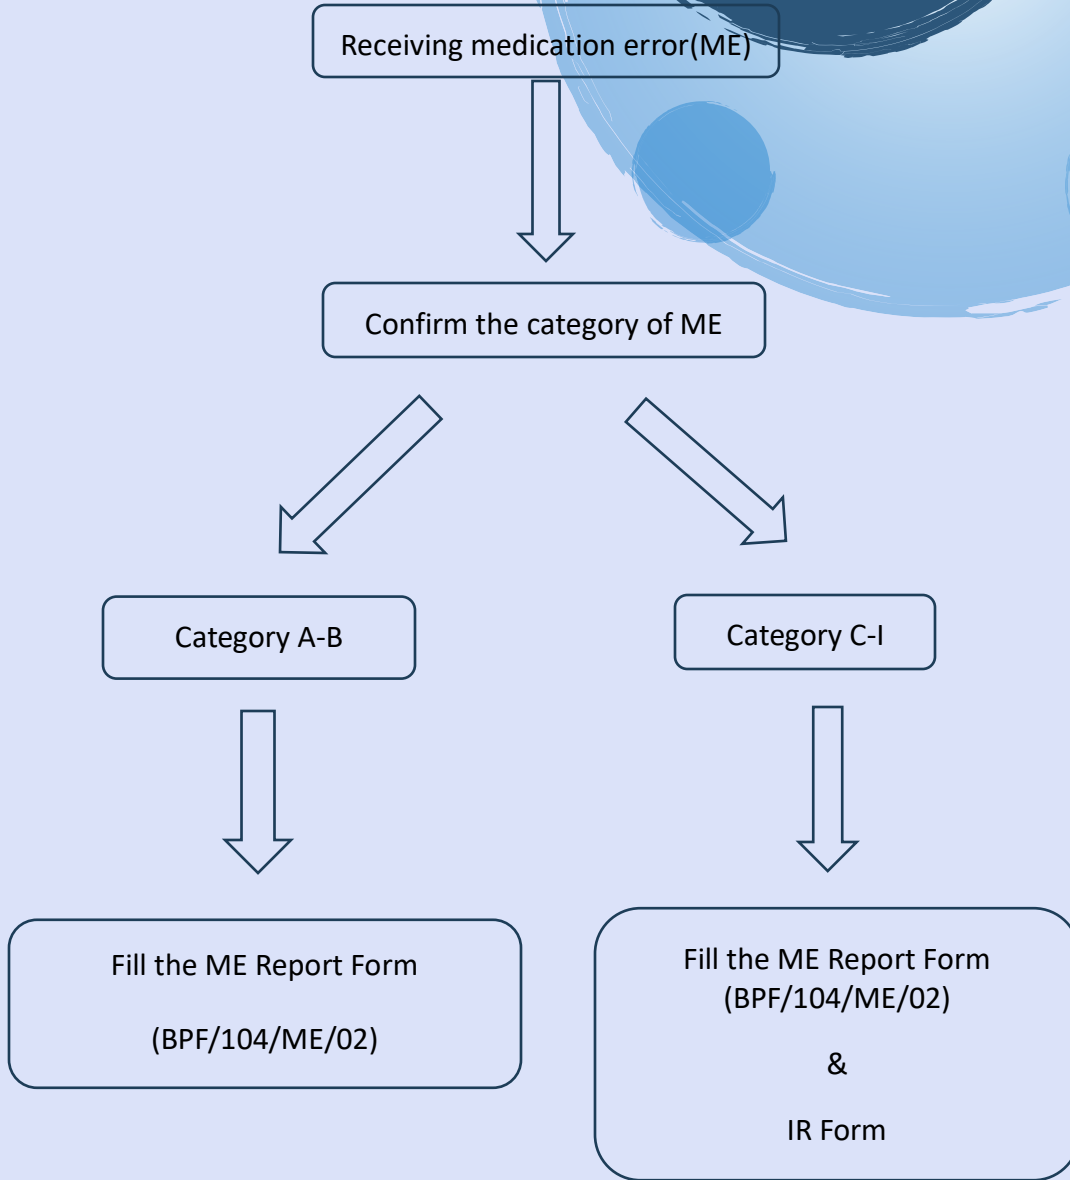 Receiving medication error(ME)
Confirm the category of ME
Category A-B
Category C-I
Fill the ME Report Form
(BPF/104/ME/02)
Fill the ME Report Form
(BPF/104/ME/02)
&
IR Form